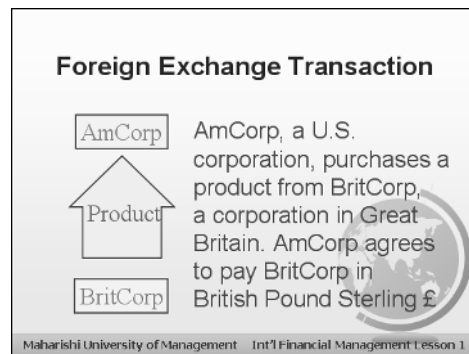 Foreign Exchange Transaction
AmCorp
Product
BritCorp
AmCorp, a U.S.
corporation, purchases a
product from BritCorp,
a corporation in Great
Britain. AmCorp agrees
to pay BritCorp in
British Pound Sterling £
Maharishi University of Management Int'l Financial Management Lesson 1